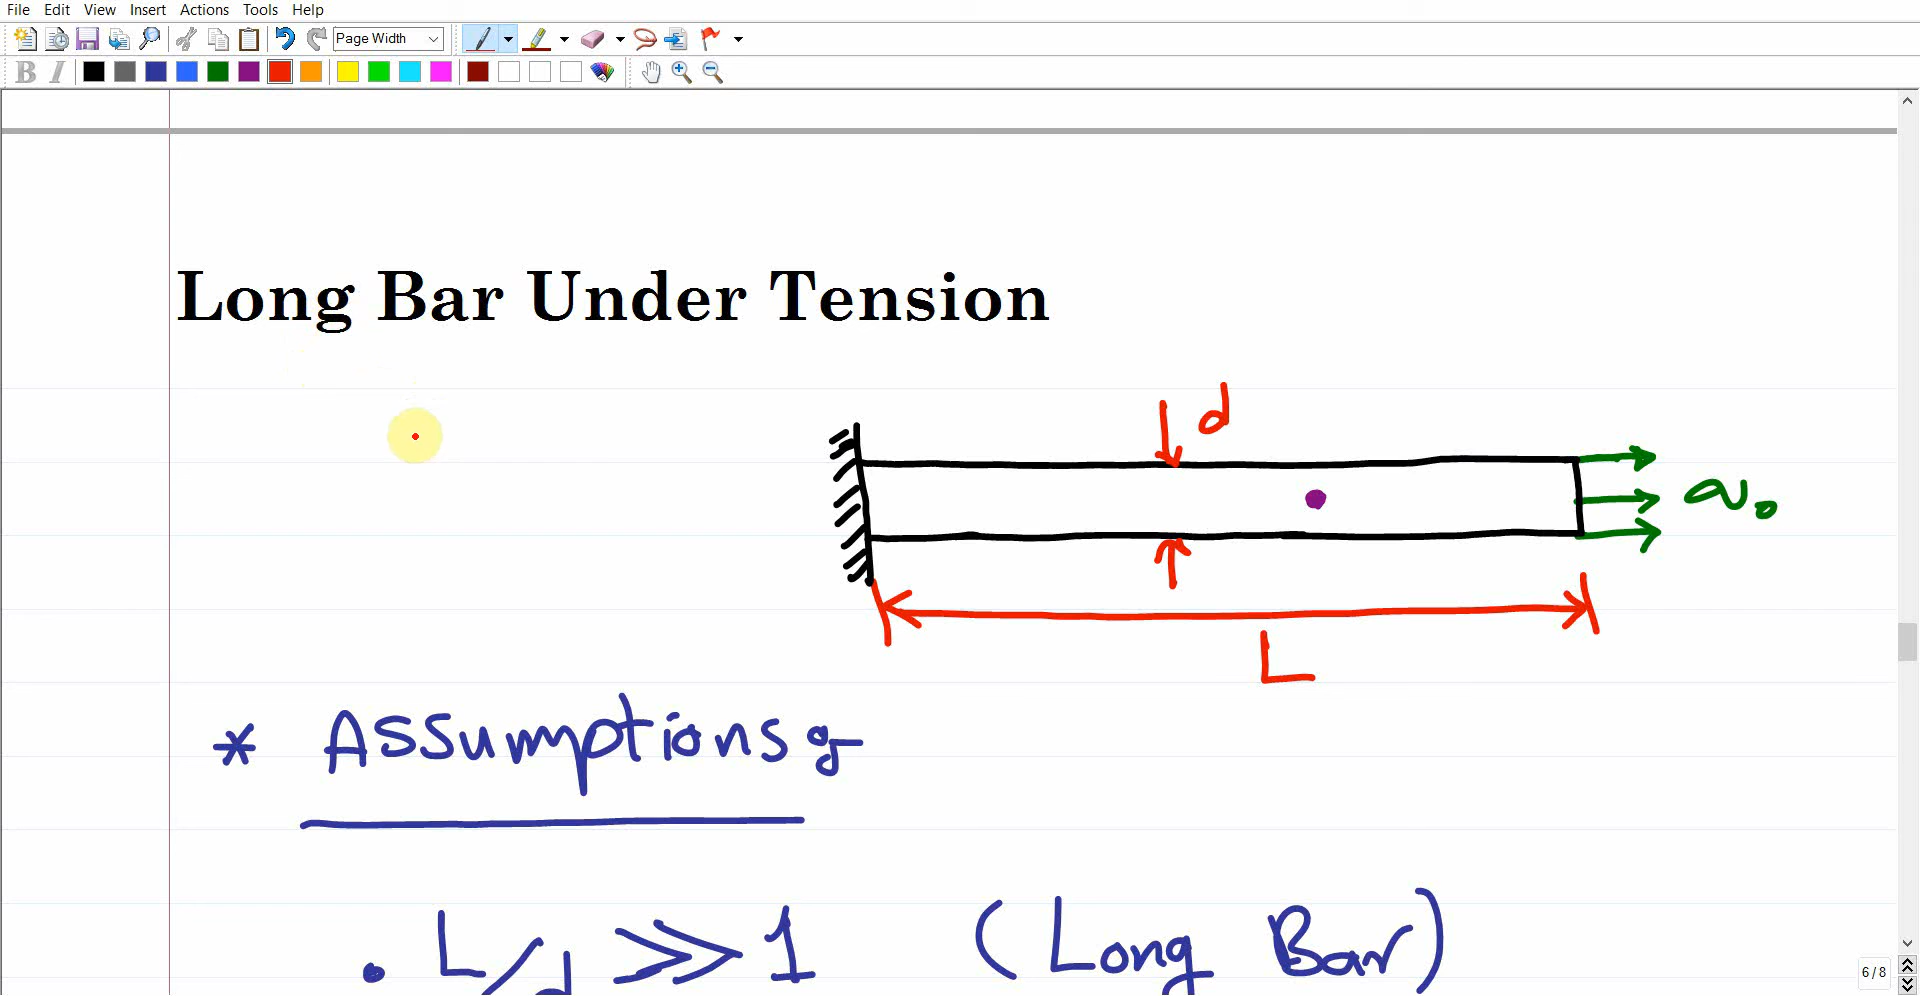 File Edit View Insert Actions Tools Help
Page Width
B I
Long Bar Under Tension
d
σ₀
L
* Assumptions :-
• L/d >> 1 (Long Bar)
6 / 8